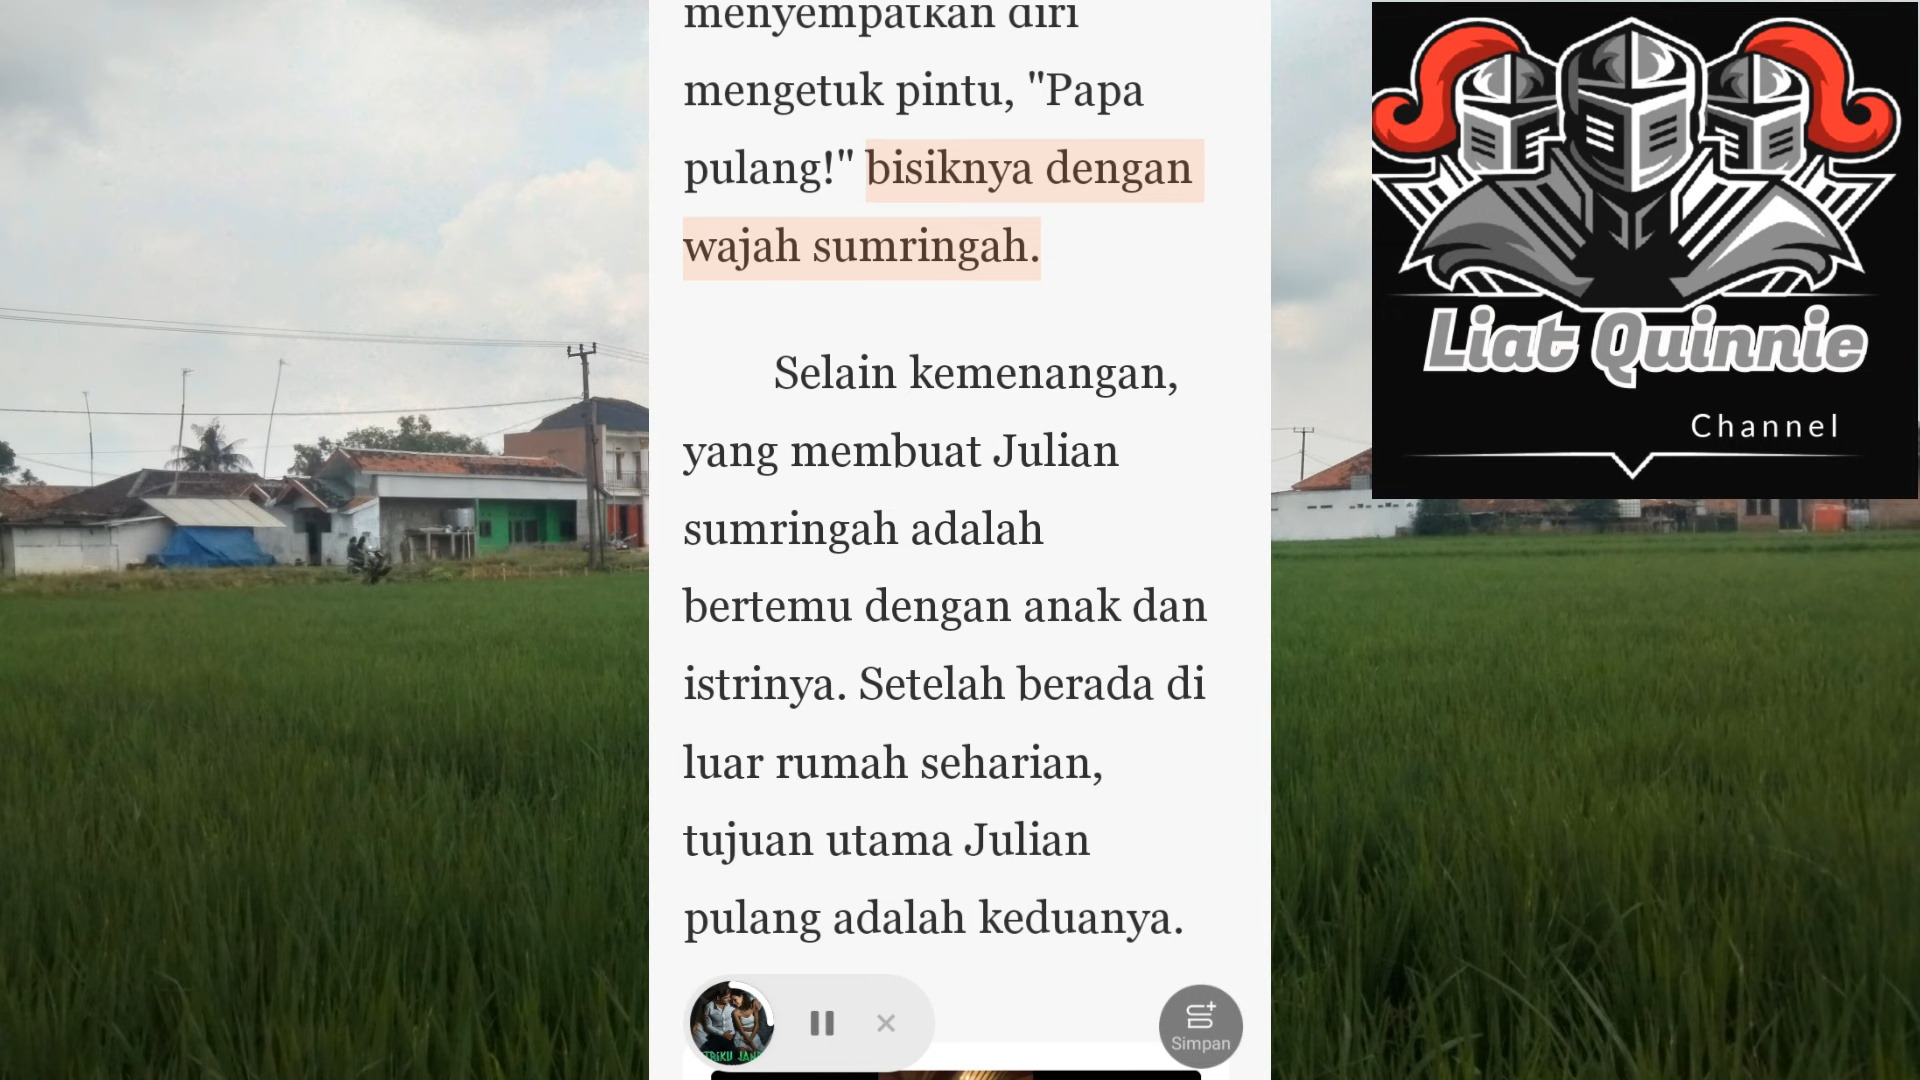 menyempatkan diri
mengetuk pintu, "Papa
pulang!" bisiknya dengan
wajah sumringah.
Selain kemenangan,
yang membuat Julian
sumringah adalah
bertemu dengan anak dan
istrinya. Setelah berada di
luar rumah seharian,
tujuan utama Julian
pulang adalah keduanya.
Simpan
Liat Quinnie
Channel